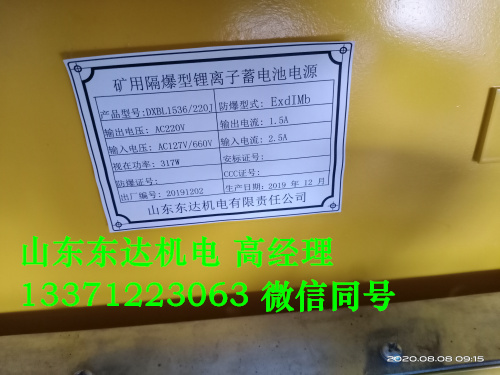 矿用隔爆型锂离子蓄电池电源
产品型号:DXBL1536/220J 防爆型式: ExdIMb
输出电压: AC220V 输出电流: 1.5A
输入电压: AC127V/660V 输入电流: 2.5A
视在功率: 317W 安标证号:
防爆证号: CCC证号:
出厂编号: 20191202 生产日期: 2019 年 12 月
山东东达机电有限责任公司
山东东达机电 高经理
13371223063 微信同号
2020.08.08 09:15